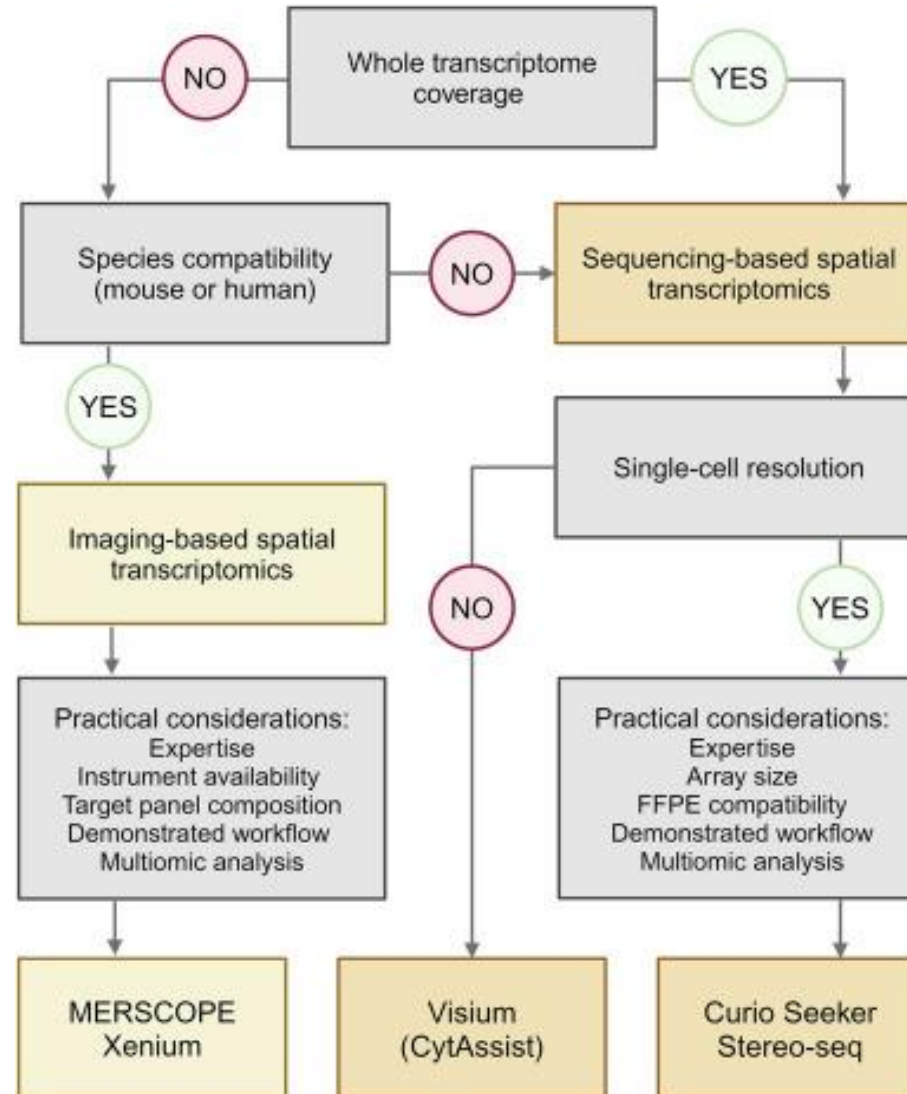 Whole transcriptome
coverage
NO
YES
Species compatibility
(mouse or human)
NO
Sequencing-based spatial
transcriptomics
YES
Single-cell resolution
Imaging-based spatial
transcriptomics
NO
YES
Practical considerations:
Expertise
Instrument availability
Target panel composition
Demonstrated workflow
Multiomic analysis
Practical considerations:
Expertise
Array size
FFPE compatibility
Demonstrated workflow
Multiomic analysis
MERSCOPE
Xenium
Visium
(CytAssist)
Curio Seeker
Stereo-seq